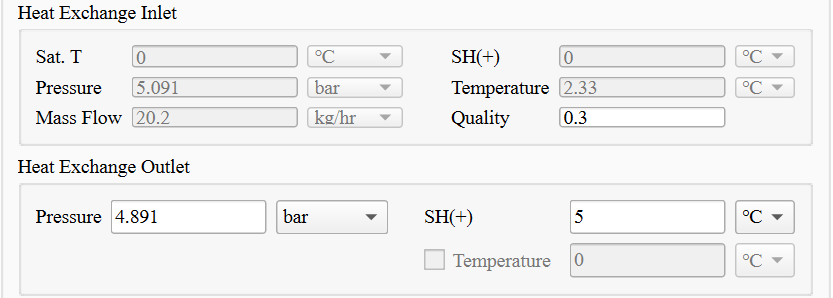 Heat Exchange Inlet
Sat. T 0 °C SH(+) 0 °C
Pressure 5.091 bar Temperature 2.33 °C
Mass Flow 20.2 kg/hr Quality 0.3
Heat Exchange Outlet
Pressure 4.891 bar SH(+) 5 °C
Temperature 0 °C